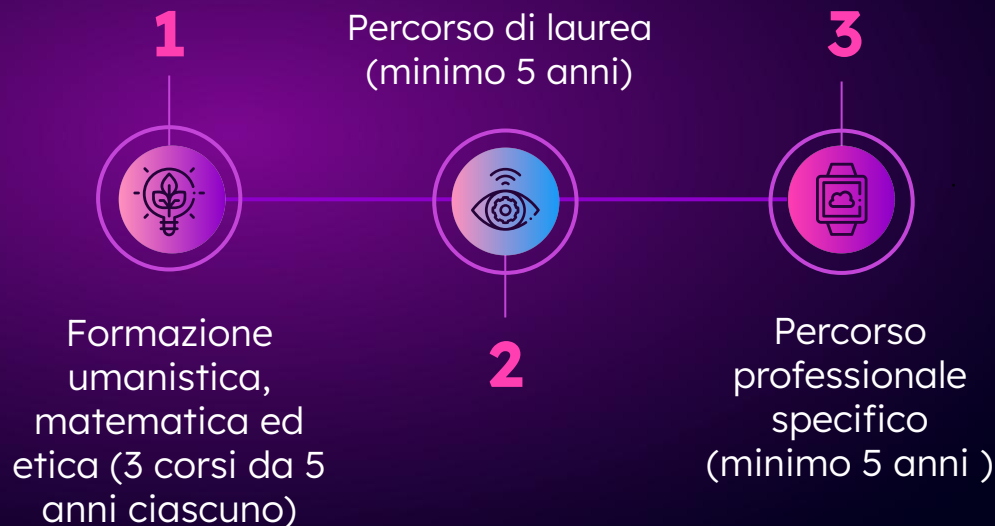 1
Formazione
umanistica,
matematica ed
etica (3 corsi da 5
anni ciascuno)
Percorso di laurea
(minimo 5 anni)
2
3
Percorso
professionale
specifico
(minimo 5 anni )